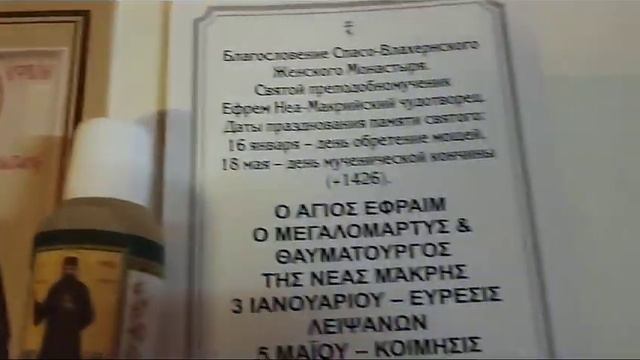 Благословение Спасо-Влахернского
Женского Монастыря.
Святой преподобномученик
Ефрем Неа-Макрийский чудотворец.
Даты празднования памяти святого:
16 января – день обретение мощей,
18 мая – день мученической кончины
(+1426).
Ο ΑΓΙΟΣ ΕΦΡΑΙΜ
Ο ΜΕΓΑΛΟΜΑΡΤΥΣ &
ΘΑΥΜΑΤΟΥΡΓΟΣ
ΤΗΣ ΝΕΑΣ ΜΆΚΡΗΣ
3 ΙΑΝΟΥΑΡΙΟΥ – ΕΥΡΕΣΙΣ
ΛΕΙΨΑΝΩΝ
5 ΜΑΪΟΥ – ΚΟΙΜΗΣΙΣ